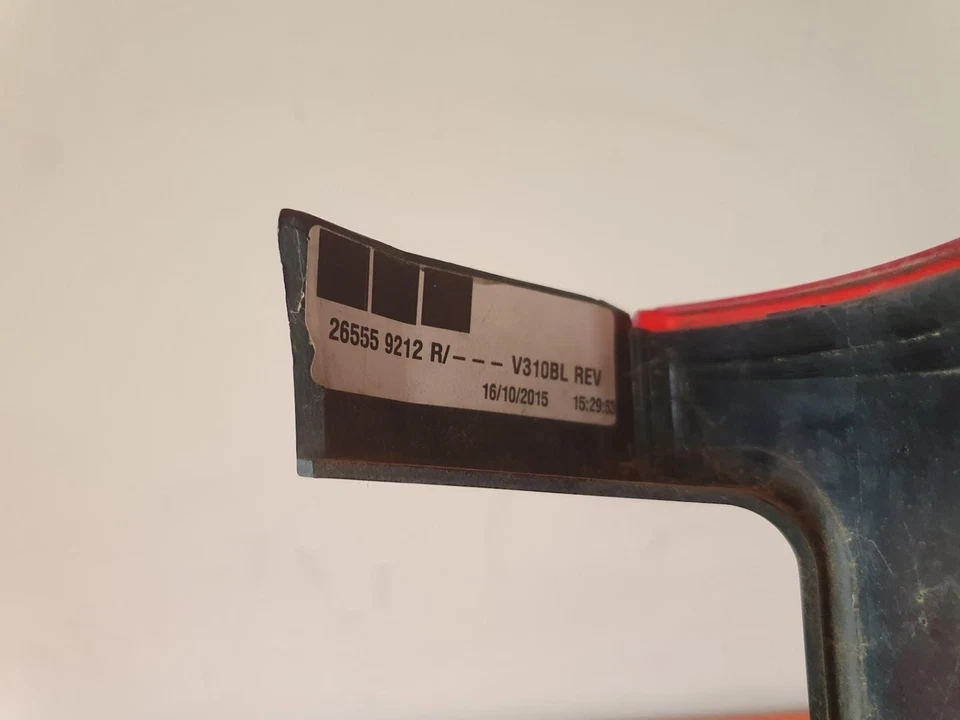 26555 9212 R/– – – V310BL REV
16/10/2015 15:29:53